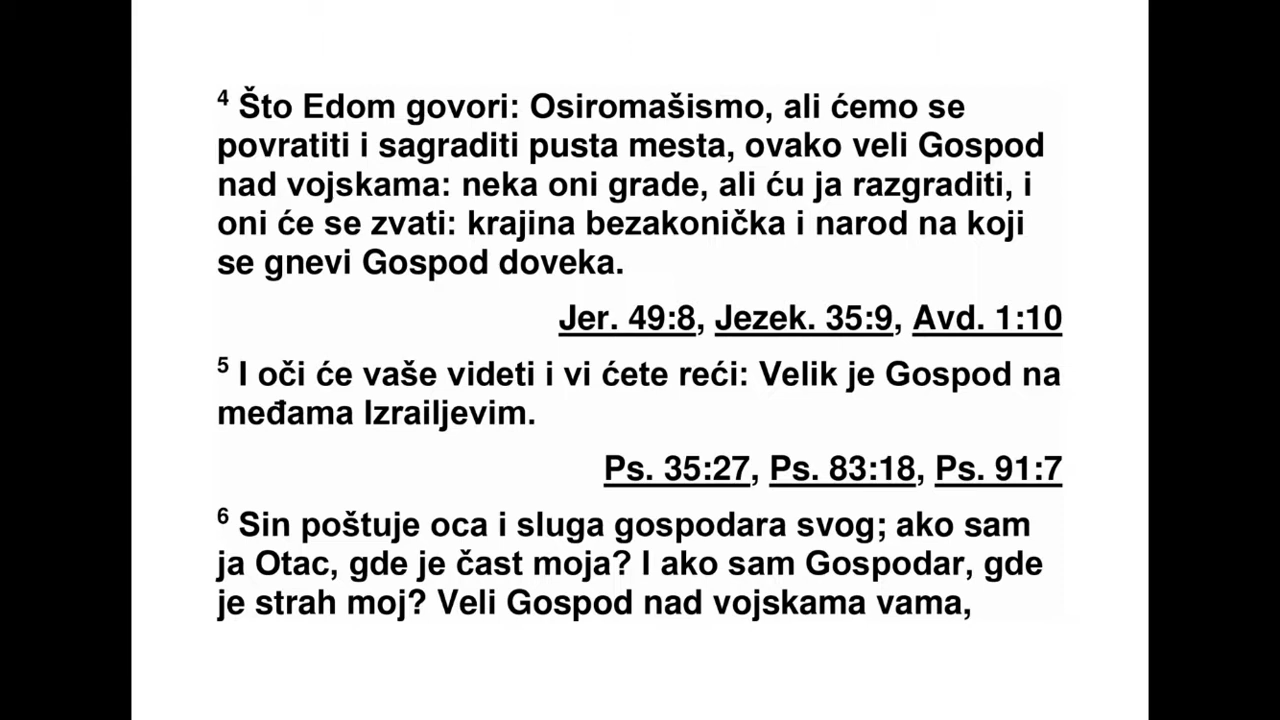 4 Što Edom govori: Osiromašismo, ali ćemo se
povratiti i sagraditi pusta mesta, ovako veli Gospod
nad vojskama: neka oni grade, ali ću ja razgraditi, i
oni će se zvati: krajina bezakonička i narod na koji
se gnevi Gospod doveka.
Jer. 49:8, Jezek. 35:9, Avd. 1:10
5 I oči će vaše videti i vi ćete reći: Velik je Gospod na
međama Izrailjevim.
Ps. 35:27, Ps. 83:18, Ps. 91:7
6 Sin poštuje oca i sluga gospodara svog; ako sam
ja Otac, gde je čast moja? I ako sam Gospodar, gde
je strah moj? Veli Gospod nad vojskama vama,